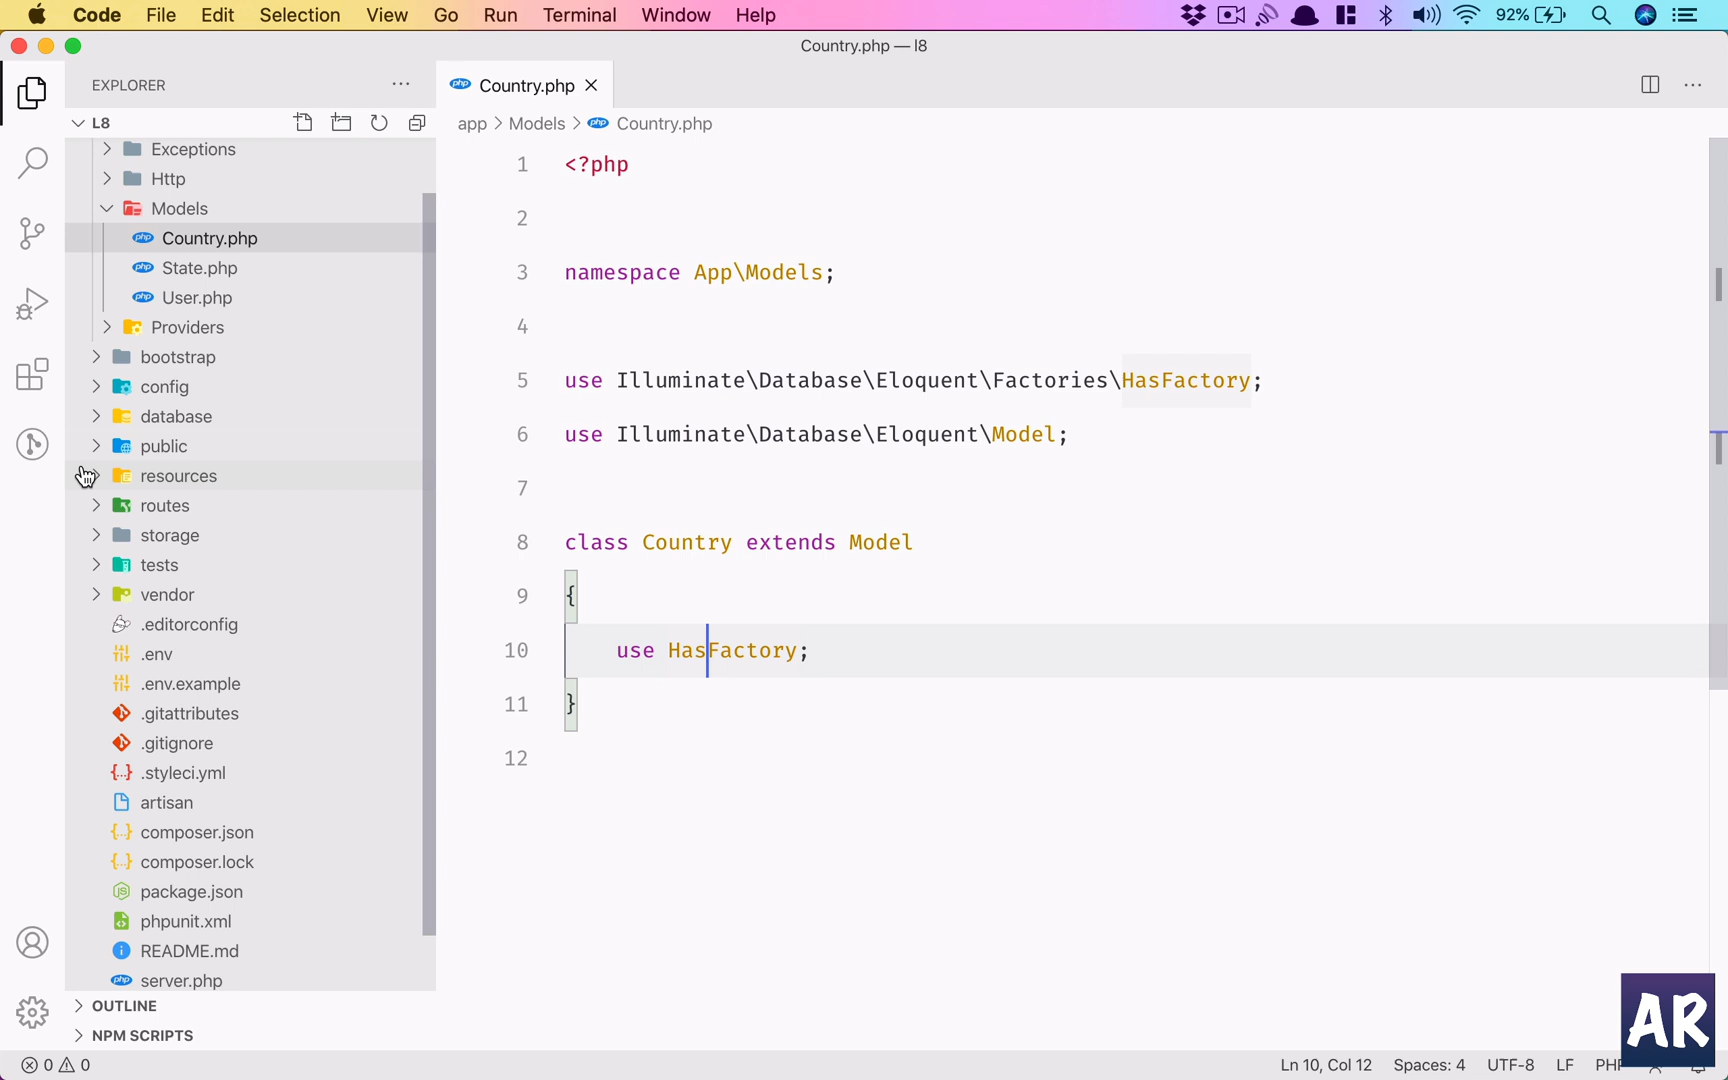 Code File Edit Selection View Go Run Terminal Window Help 92%
Country.php — l8
EXPLORER
Country.php
L8
app > Models > Country.php
Exceptions
Http
Models
Country.php
State.php
User.php
Providers
bootstrap
config
database
public
resources
routes
storage
tests
vendor
.editorconfig
.env
.env.example
.gitattributes
.gitignore
.styleci.yml
artisan
composer.json
composer.lock
package.json
phpunit.xml
README.md
server.php
OUTLINE
NPM SCRIPTS
1 <?php
2
3 namespace App\Models;
4
5 use Illuminate\Database\Eloquent\Factories\HasFactory;
6 use Illuminate\Database\Eloquent\Model;
7
8 class Country extends Model
9 {
10 use HasFactory;
11 }
12
AR
0 0 Ln 10, Col 12 Spaces: 4 UTF-8 LF